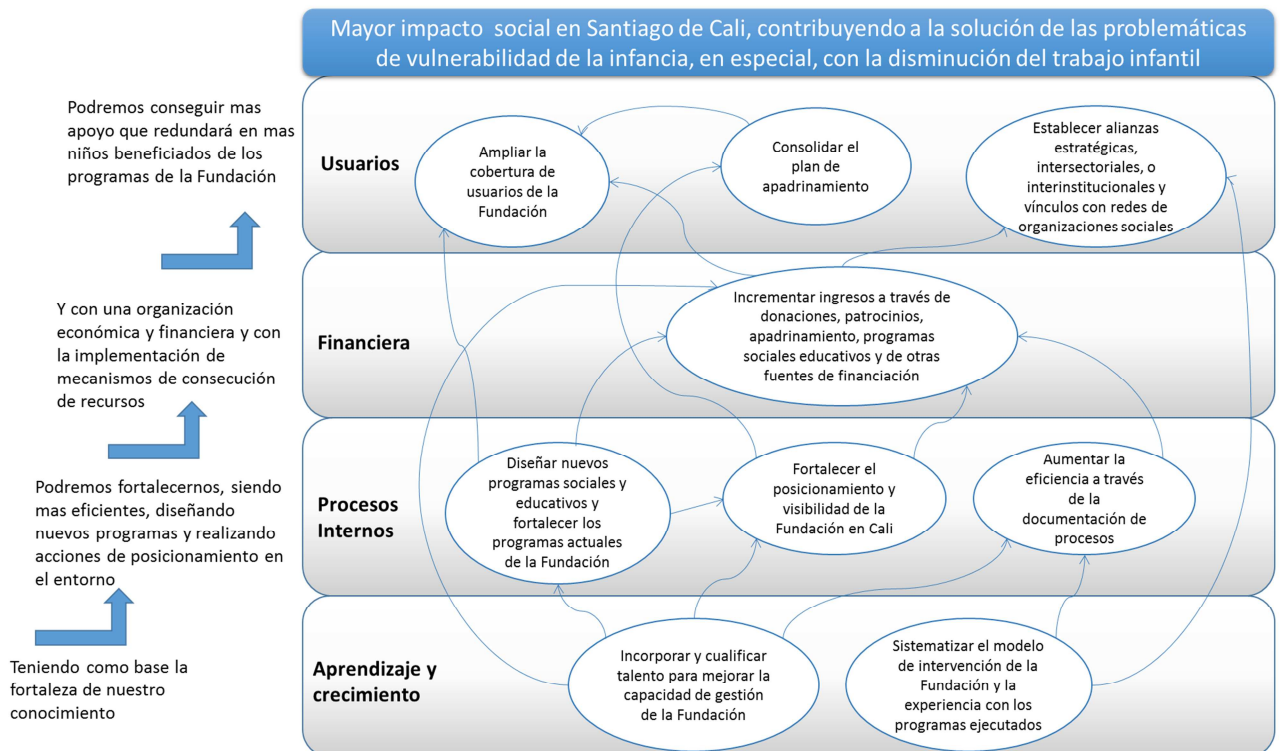 Mayor impacto social en Santiago de Cali, contribuyendo a la solución de las problemáticas
de vulnerabilidad de la infancia, en especial, con la disminución del trabajo infantil
Podremos conseguir mas
apoyo que redundará en mas
niños beneficiados de los
programas de la Fundación
Usuarios
Ampliar la
cobertura de
usuarios de la
Fundación
Consolidar el
plan de
apadrinamiento
Establecer alianzas
estratégicas,
intersectoriales, o
interinstitucionales y
vínculos con redes de
organizaciones sociales
Y con una organización
económica y financiera y con
la implementación de
mecanismos de consecución
de recursos
Financiera
Incrementar ingresos a través de
donaciones, patrocinios,
apadrinamiento, programas
sociales educativos y de otras
fuentes de financiación
Podremos fortalecernos, siendo
mas eficientes, diseñando
nuevos programas y realizando
acciones de posicionamiento en
el entorno
Procesos
Internos
Diseñar nuevos
programas sociales y
educativos y
fortalecer los
programas actuales
de la Fundación
Fortalecer el
posicionamiento y
visibilidad de la
Fundación en Cali
Aumentar la
eficiencia a través
de la
documentación de
procesos
Teniendo como base la
fortaleza de nuestro
conocimiento
Aprendizaje y
crecimiento
Incorporar y cualificar
talento para mejorar la
capacidad de gestión
de la Fundación
Sistematizar el modelo
de intervención de la
Fundación y la
experiencia con los
programas ejecutados